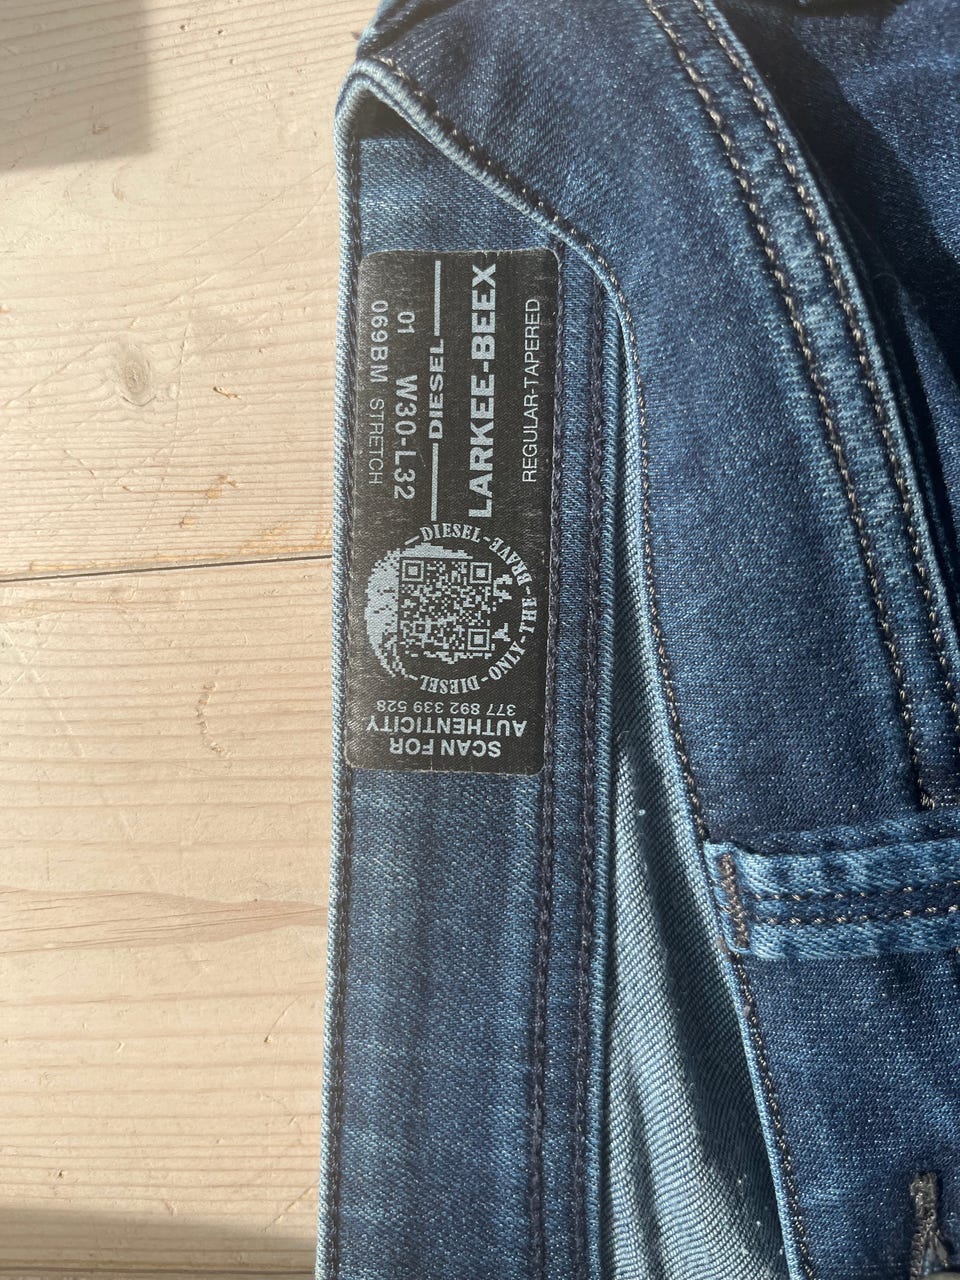 REGULAR-TAPERED
LARKEE-BEEX
DIESEL
01
W30-L32
069BM STRETCH
DIESEL-ONLY-THE-BRAVE-DIESEL
SCAN FOR
AUTHENTICITY
377 892 339 528